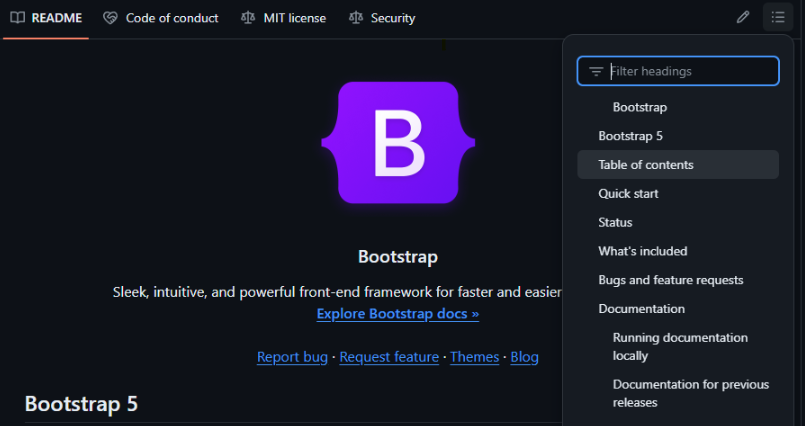 README
Code of conduct
MIT license
Security
Filter headings
Bootstrap
Bootstrap 5
Table of contents
Quick start
Status
What's included
Bugs and feature requests
Documentation
Running documentation
locally
Documentation for previous
releases
B
Bootstrap
Sleek, intuitive, and powerful front-end framework for faster and easier
Explore Bootstrap docs »
Report bug · Request feature · Themes · Blog
Bootstrap 5